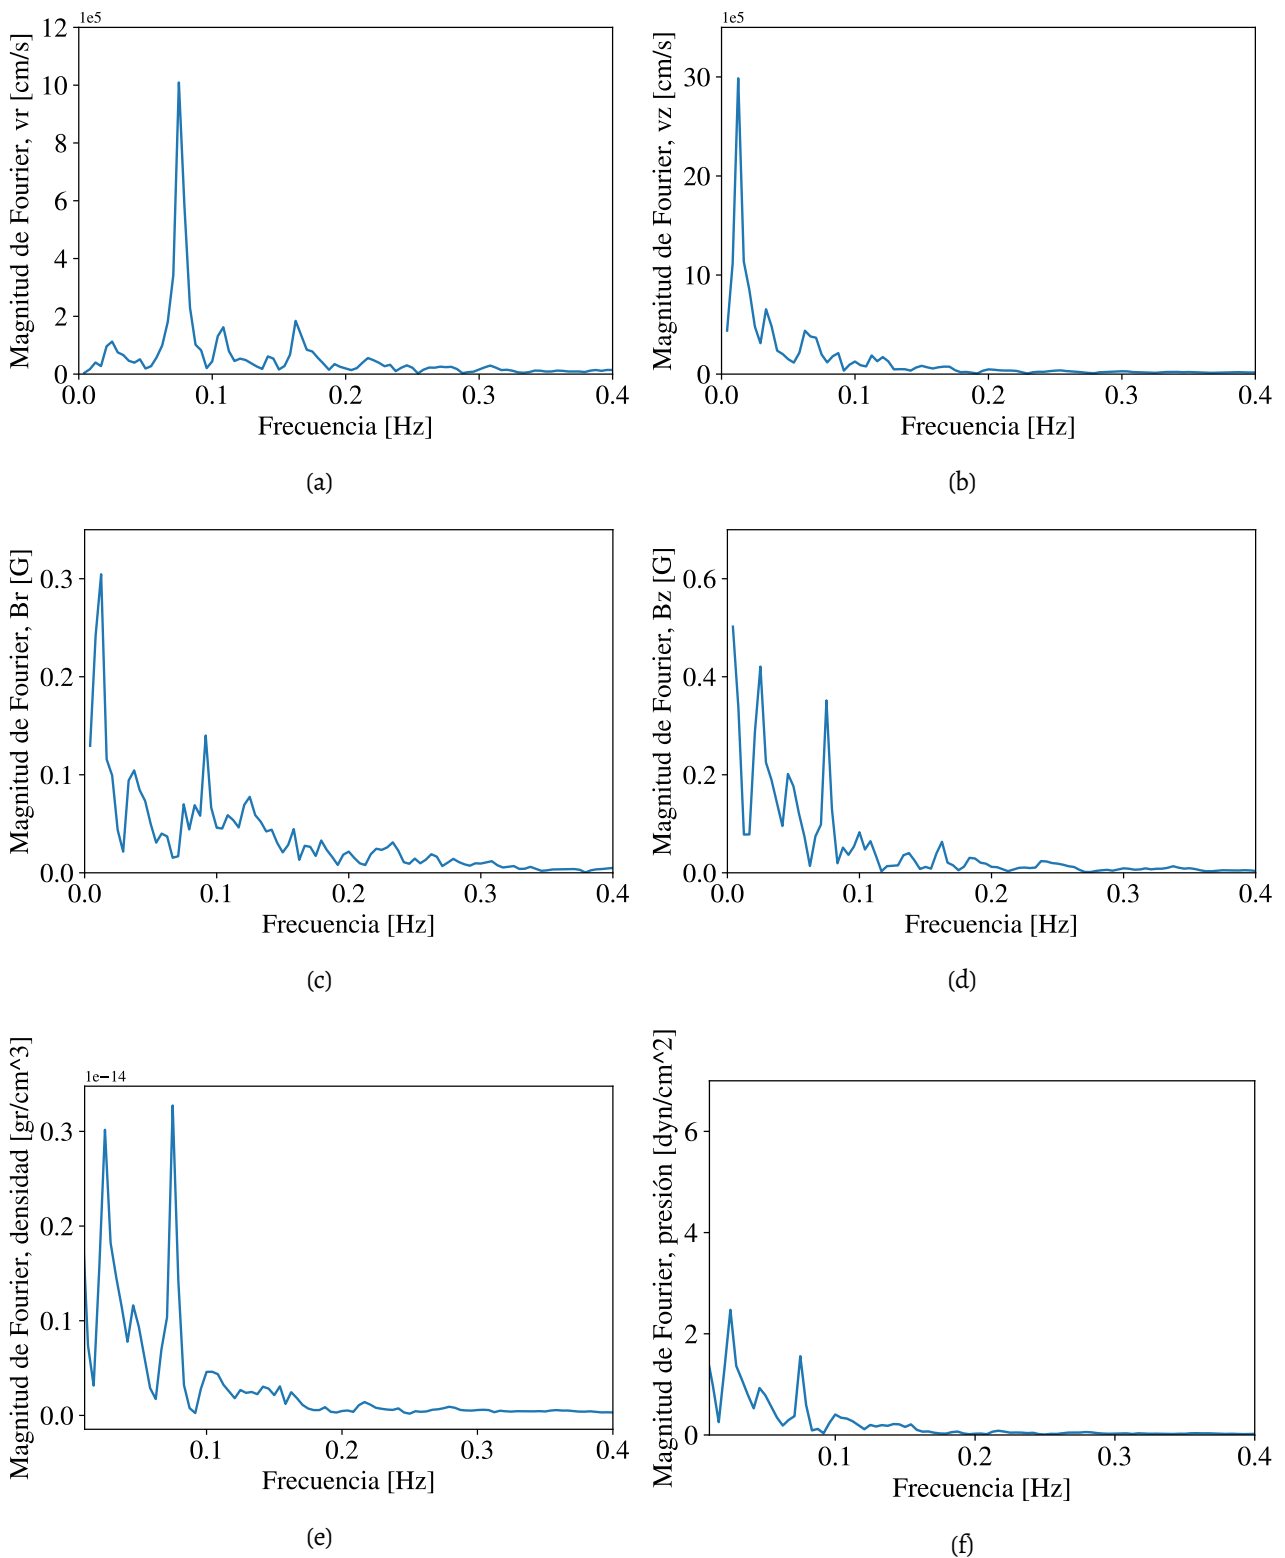 1e5
12
10
8
6
4
2
0
0.0 0.1 0.2 0.3 0.4
Magnitud de Fourier, vr [cm/s]
Frecuencia [Hz]
(a)
1e5
30
20
10
0
0.0 0.1 0.2 0.3 0.4
Magnitud de Fourier, vz [cm/s]
Frecuencia [Hz]
(b)
0.3
0.2
0.1
0.0
0.0 0.1 0.2 0.3 0.4
Magnitud de Fourier, Br [G]
Frecuencia [Hz]
(c)
0.6
0.4
0.2
0.0
0.0 0.1 0.2 0.3 0.4
Magnitud de Fourier, Bz [G]
Frecuencia [Hz]
(d)
1e−14
0.3
0.2
0.1
0.0
0.1 0.2 0.3 0.4
Magnitud de Fourier, densidad [gr/cm^3]
Frecuencia [Hz]
(e)
6
4
2
0
0.1 0.2 0.3 0.4
Magnitud de Fourier, presión [dyn/cm^2]
Frecuencia [Hz]
(f)